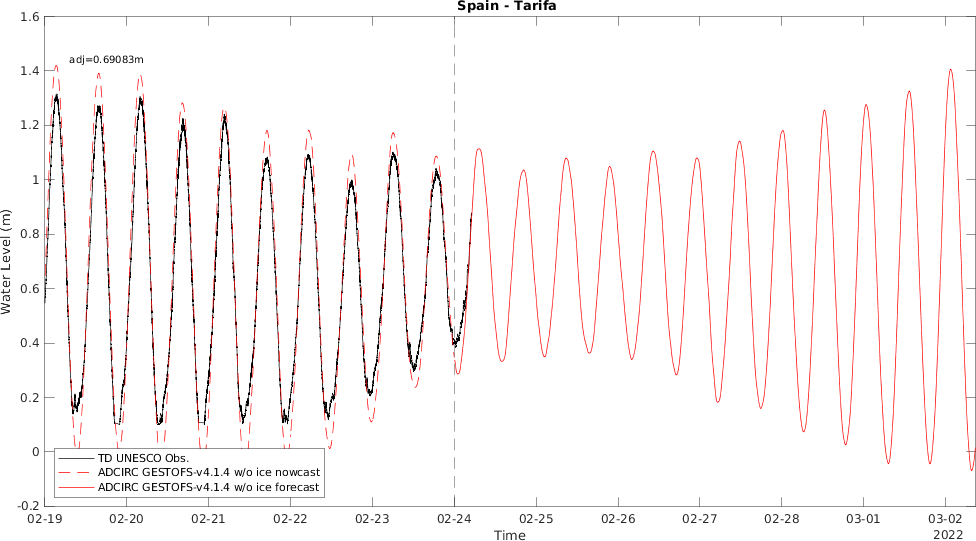 Spain - Tarifa
adj=0.69083m
1.6
1.4
1.2
1
0.8
0.6
0.4
0.2
0
-0.2
Water Level (m)
TD UNESCO Obs.
ADCIRC GESTOFS-v4.1.4 w/o ice nowcast
ADCIRC GESTOFS-v4.1.4 w/o ice forecast
02-19 02-20 02-21 02-22 02-23 02-24 02-25 02-26 02-27 02-28 03-01 03-02
2022
Time